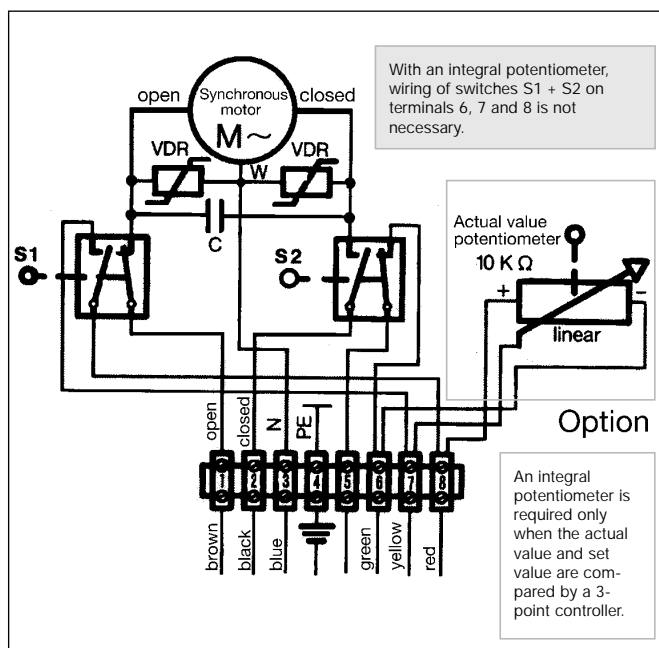 With an integral potentiometer,
wiring of switches S1 + S2 on
terminals 6, 7 and 8 is not
necessary.
open
Synchronous
motor
closed
M ~
VDR
W
VDR
C
S1
S2
Actual value
potentiometer
10 K Ω
+
−
linear
Option
open
closed
N
PE
1
2
3
4
5
6
7
8
brown
black
blue
green
yellow
red
An integral
potentiometer is
required only
when the actual
value and set
value are com-
pared by a 3-
point controller.